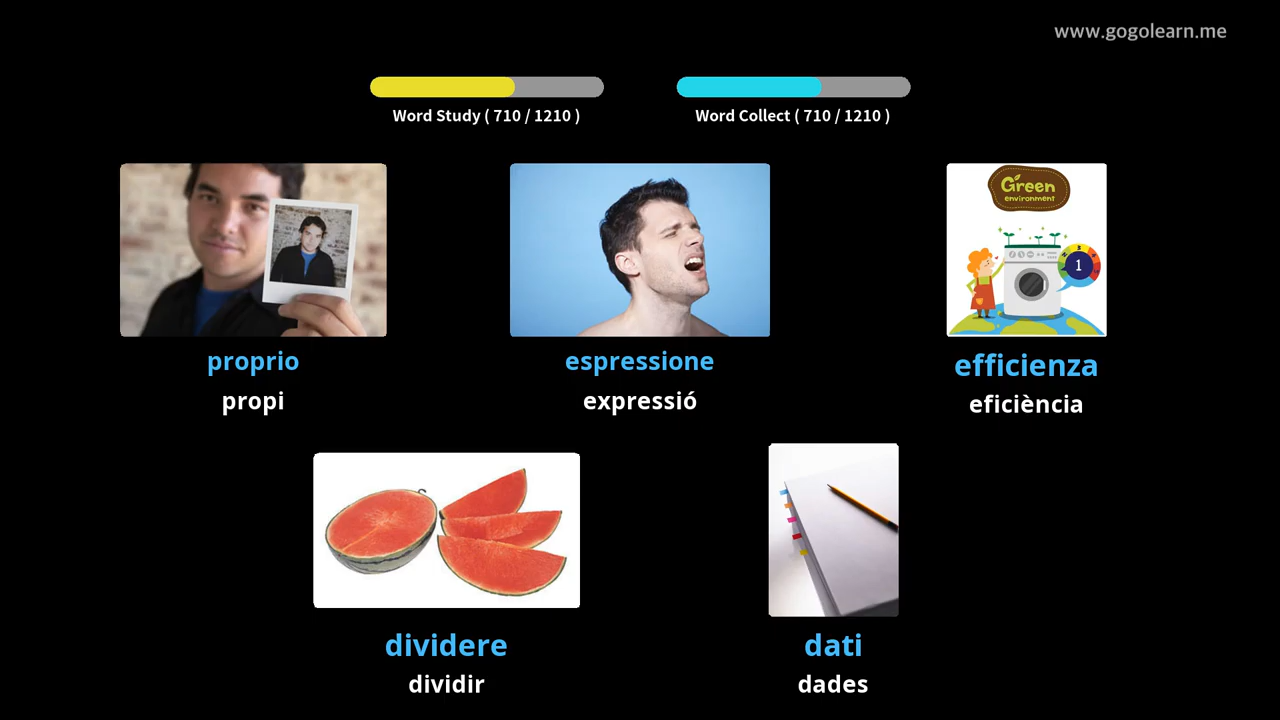 www.gogolearn.me
Word Study ( 710 / 1210 )
Word Collect ( 710 / 1210 )
Green
environment
1
proprio
propi
espressione
expressió
efficienza
eficiència
dividere
dividir
dati
dades